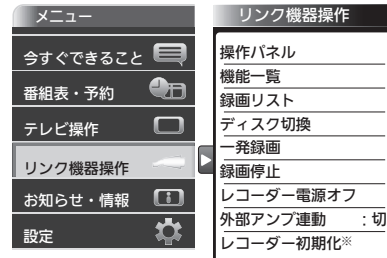 メニュー
今すぐできること
番組表・予約
テレビ操作
リンク機器操作
お知らせ・情報
設定
リンク機器操作
操作パネル
機能一覧
録画リスト
ディスク切換
一発録画
録画停止
レコーダー電源オフ
外部アンプ連動 :切
レコーダー初期化※